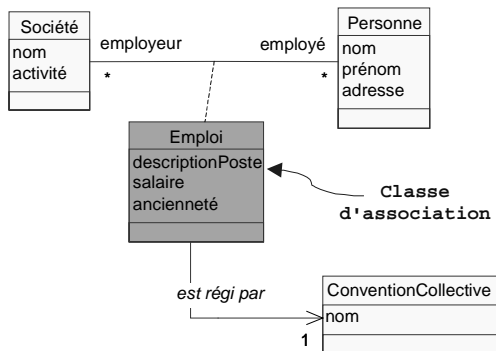 Société
nom
activité
employeur
*
employé
*
Personne
nom
prénom
adresse
Emploi
descriptionPoste
salaire
ancienneté
Classe
d'association
est régi par
1
ConventionCollective
nom